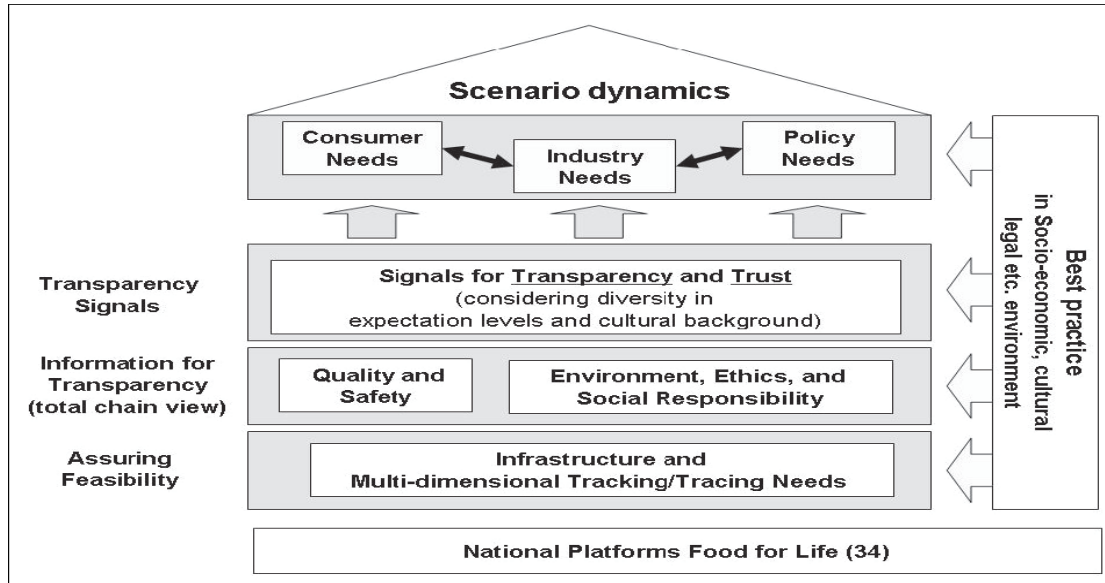 Scenario dynamics
Consumer
Needs
Industry
Needs
Policy
Needs
Transparency
Signals
Signals for Transparency and Trust
(considering diversity in
expectation levels and cultural background)
Information for
Transparency
(total chain view)
Quality and
Safety
Environment, Ethics, and
Social Responsibility
Assuring
Feasibility
Infrastructure and
Multi-dimensional Tracking/Tracing Needs
Best practice
in Socio-economic, cultural
legal etc. environment
National Platforms Food for Life (34)